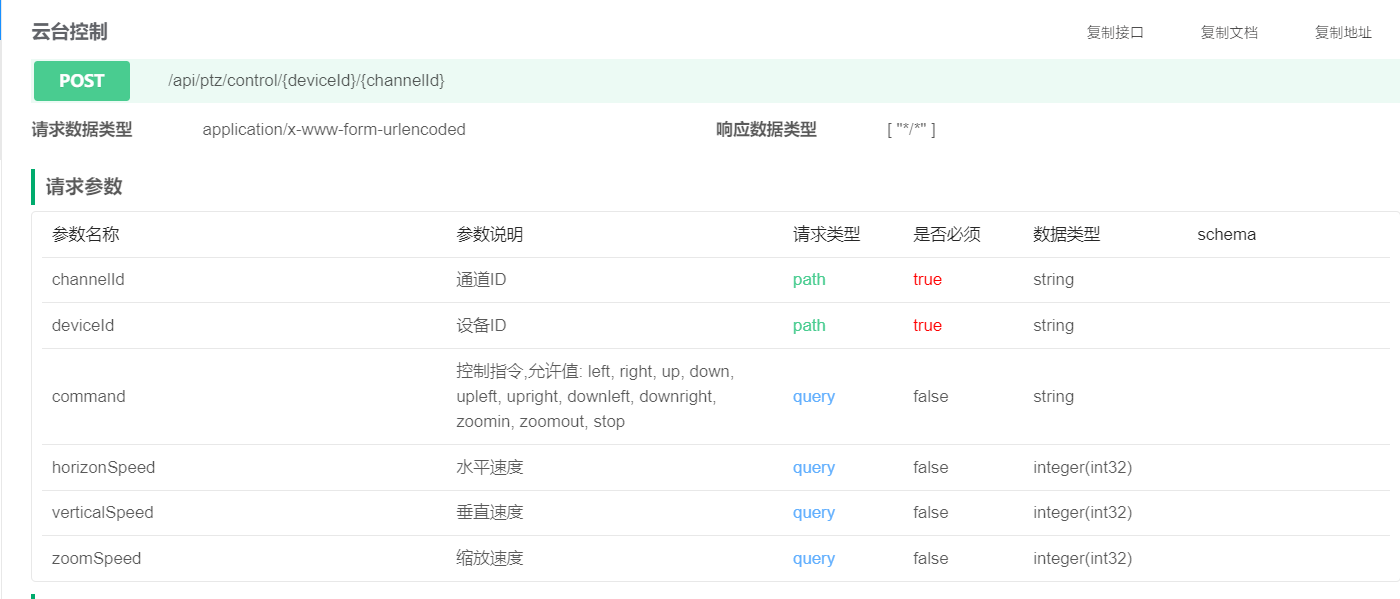 云台控制 复制接口 复制文档 复制地址
POST /api/ptz/control/{deviceId}/{channelId}
请求数据类型 application/x-www-form-urlencoded 响应数据类型 [ "*/*" ]
请求参数
参数名称 参数说明 请求类型 是否必须 数据类型 schema
channelId 通道ID path true string
deviceId 设备ID path true string
控制指令,允许值: left, right, up, down,
command upleft, upright, downleft, downright, query false string
zoomin, zoomout, stop
horizonSpeed 水平速度 query false integer(int32)
verticalSpeed 垂直速度 query false integer(int32)
zoomSpeed 缩放速度 query false integer(int32)